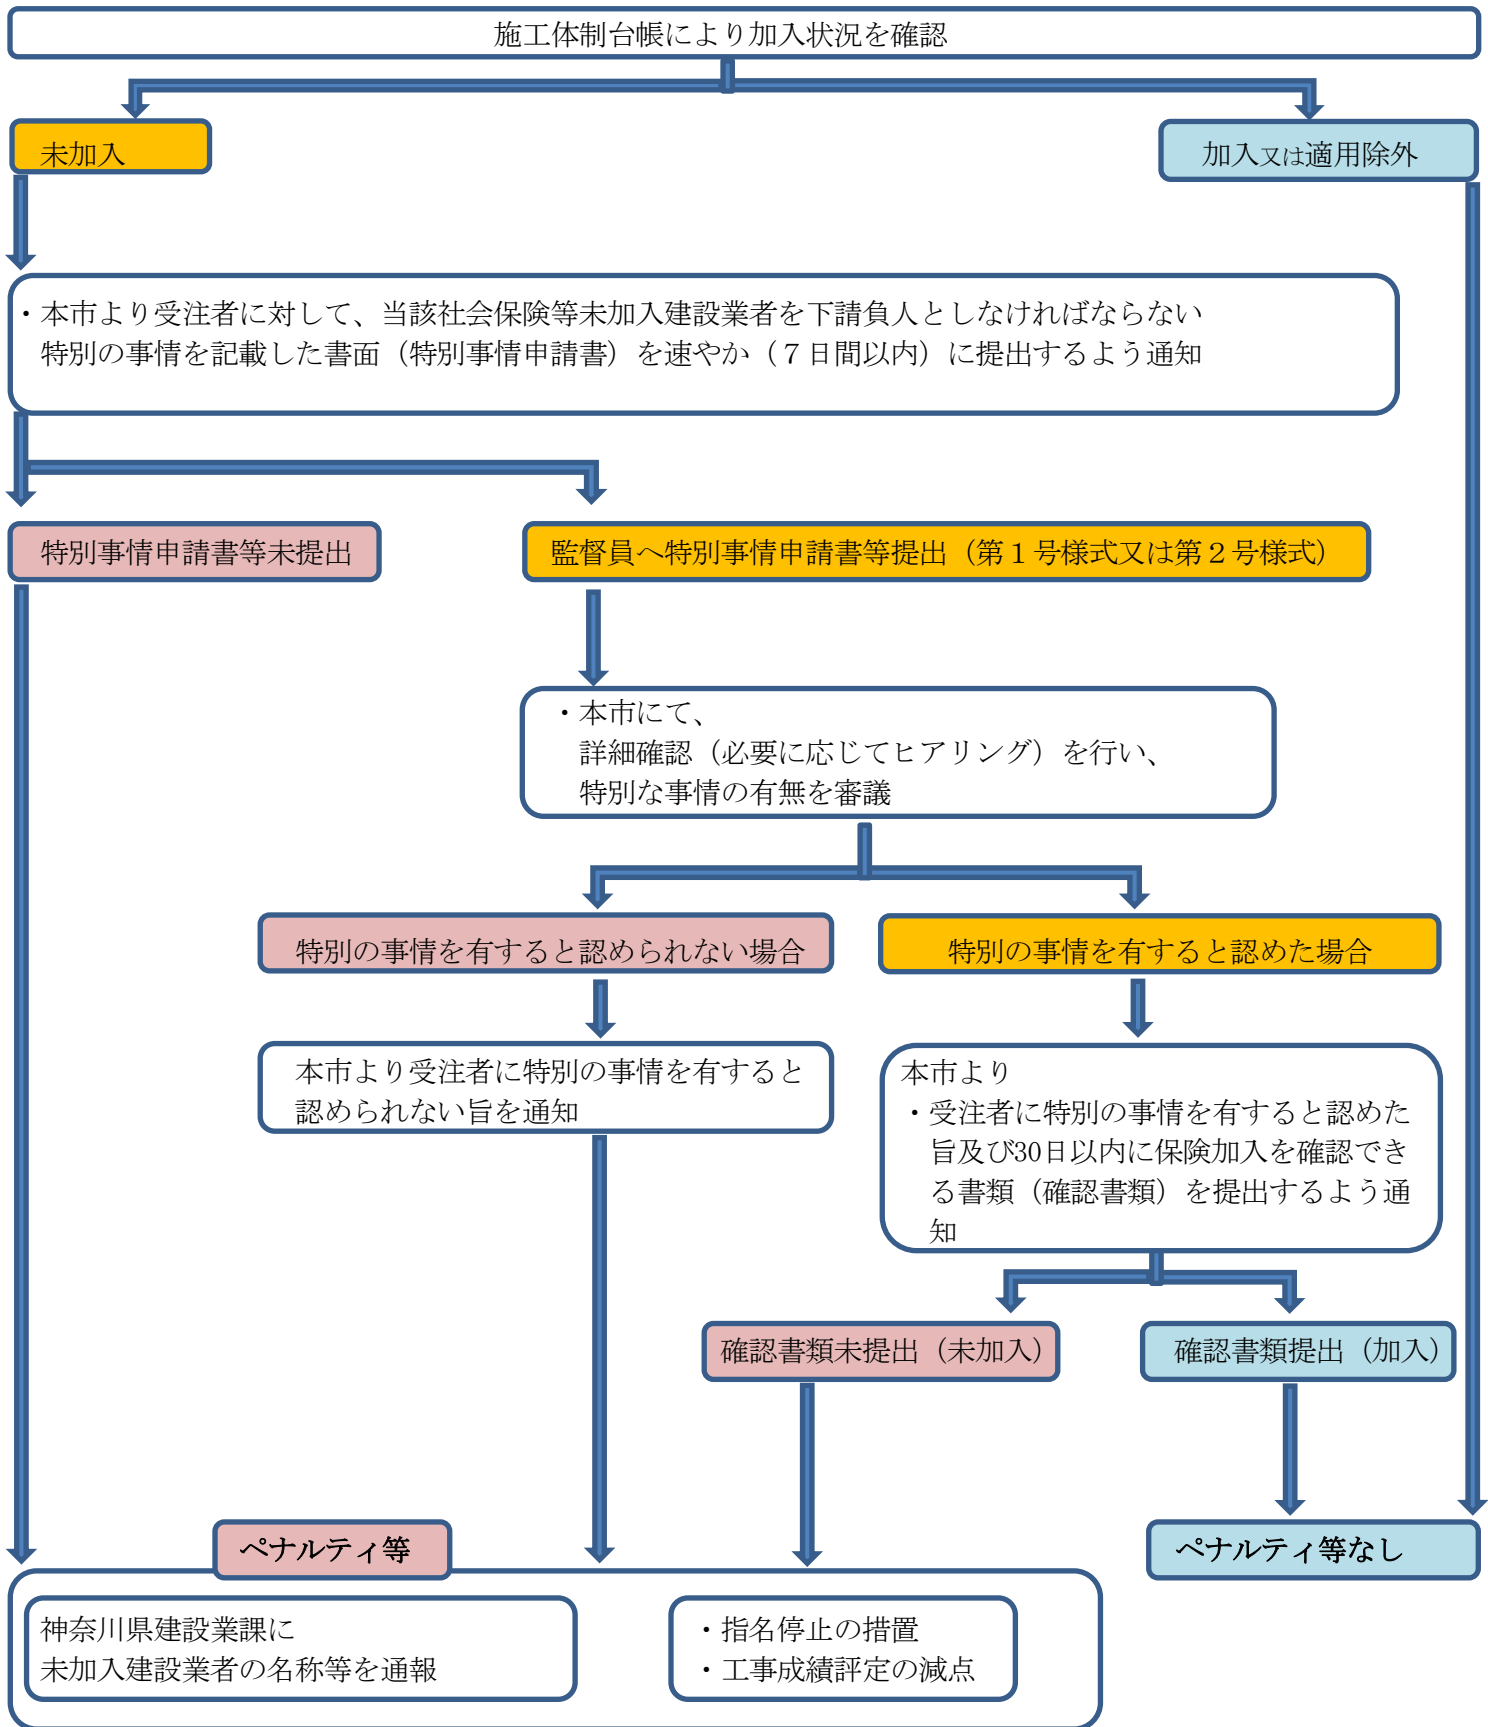 施工体制台帳により加入状況を確認
未加入
加入又は適用除外
・本市より受注者に対して、当該社会保険等未加入建設業者を下請負人としなければならない
特別の事情を記載した書面（特別事情申請書）を速やか（７日間以内）に提出するよう通知
特別事情申請書等未提出
監督員へ特別事情申請書等提出（第１号様式又は第２号様式）
・本市にて、
詳細確認（必要に応じてヒアリング）を行い、
特別な事情の有無を審議
特別の事情を有すると認められない場合
特別の事情を有すると認めた場合
本市より受注者に特別の事情を有すると
認められない旨を通知
本市より
・受注者に特別の事情を有すると認めた
旨及び30日以内に保険加入を確認でき
る書類（確認書類）を提出するよう通
知
確認書類未提出（未加入）
確認書類提出（加入）
ペナルティ等
ペナルティ等なし
神奈川県建設業課に
未加入建設業者の名称等を通報
・指名停止の措置
・工事成績評定の減点